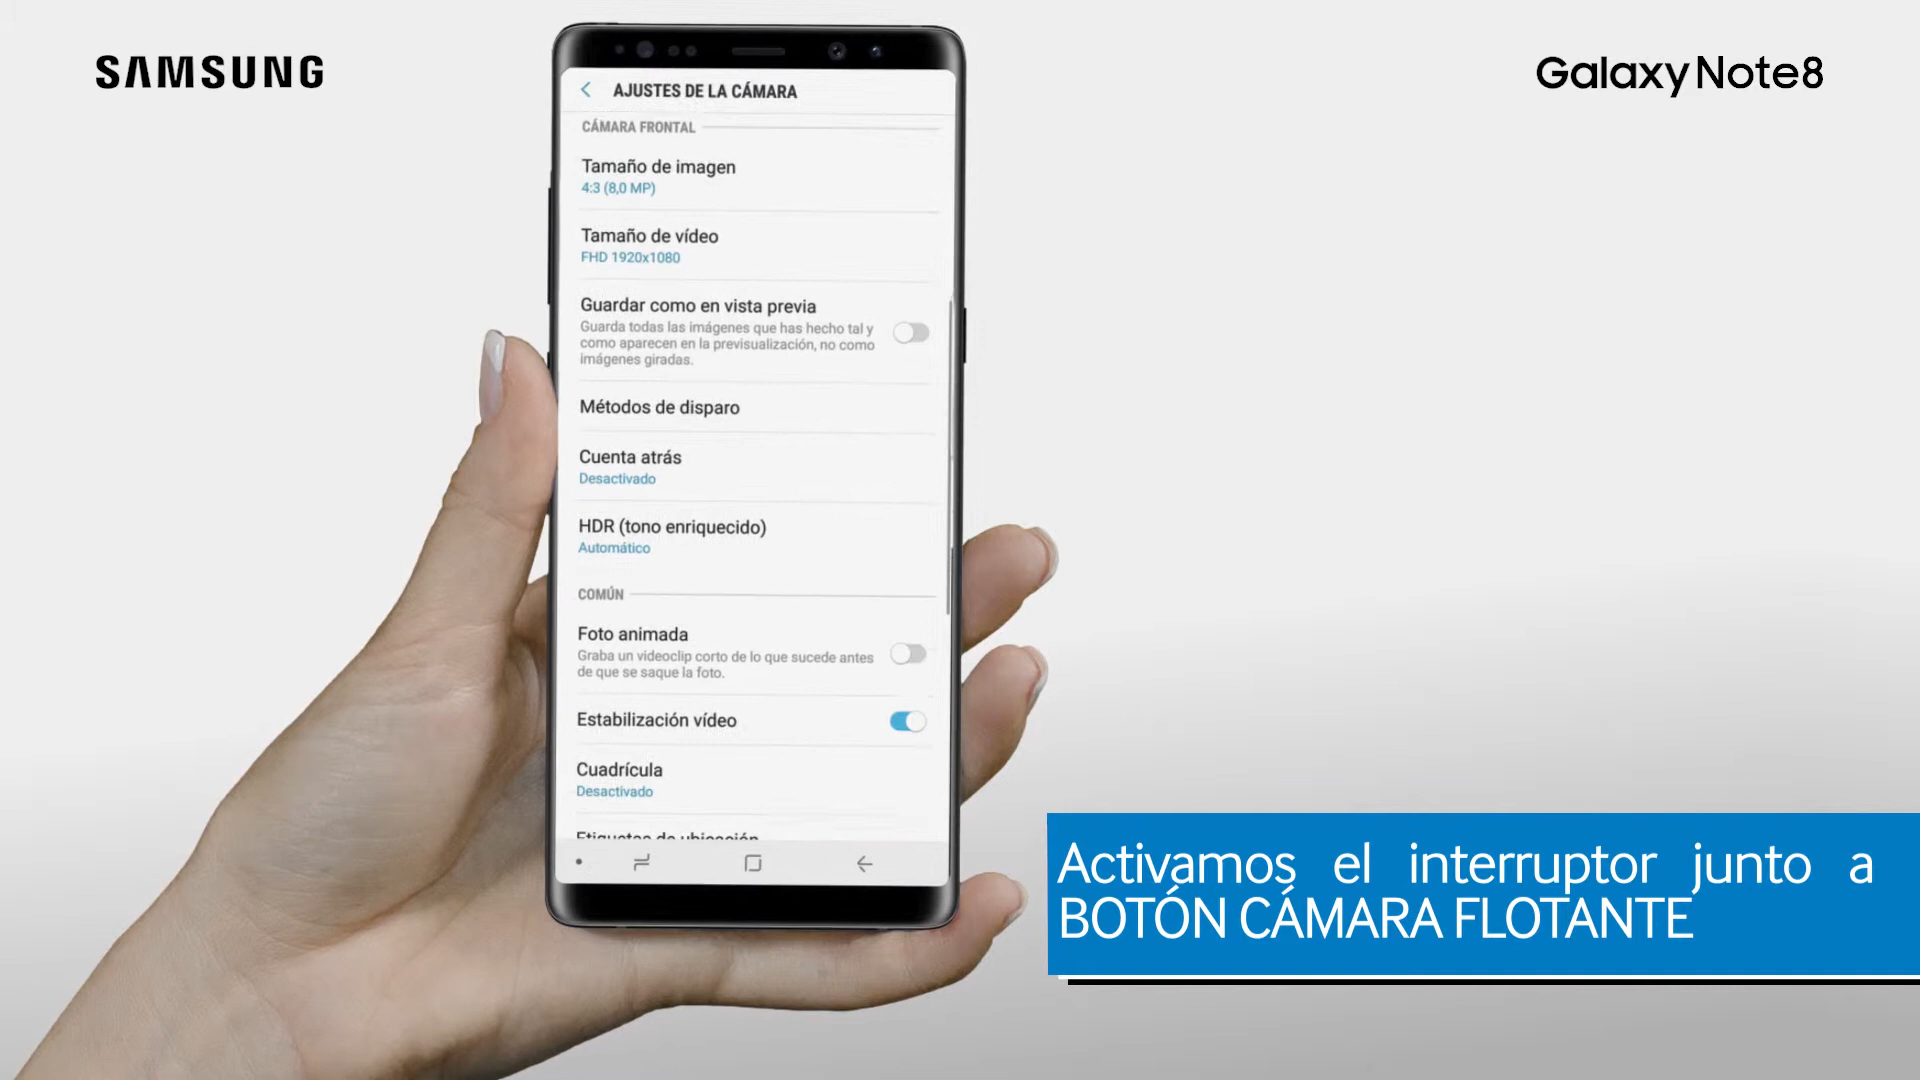 SAMSUNG
Galaxy Note8
AJUSTES DE LA CÁMARA
CÁMARA FRONTAL
Tamaño de imagen
4:3 (8,0 MP)
Tamaño de vídeo
FHD 1920x1080
Guardar como en vista previa
Guarda todas las imágenes que has hecho tal y
como aparecen en la previsualización, no como
imágenes giradas.
Métodos de disparo
Cuenta atrás
Desactivado
HDR (tono enriquecido)
Automático
COMÚN
Foto animada
Graba un videoclip corto de lo que sucede antes
de que se saque la foto.
Estabilización vídeo
Cuadrícula
Desactivado
Etiquetas de ubicación
Activamos el interruptor junto a
BOTÓN CÁMARA FLOTANTE